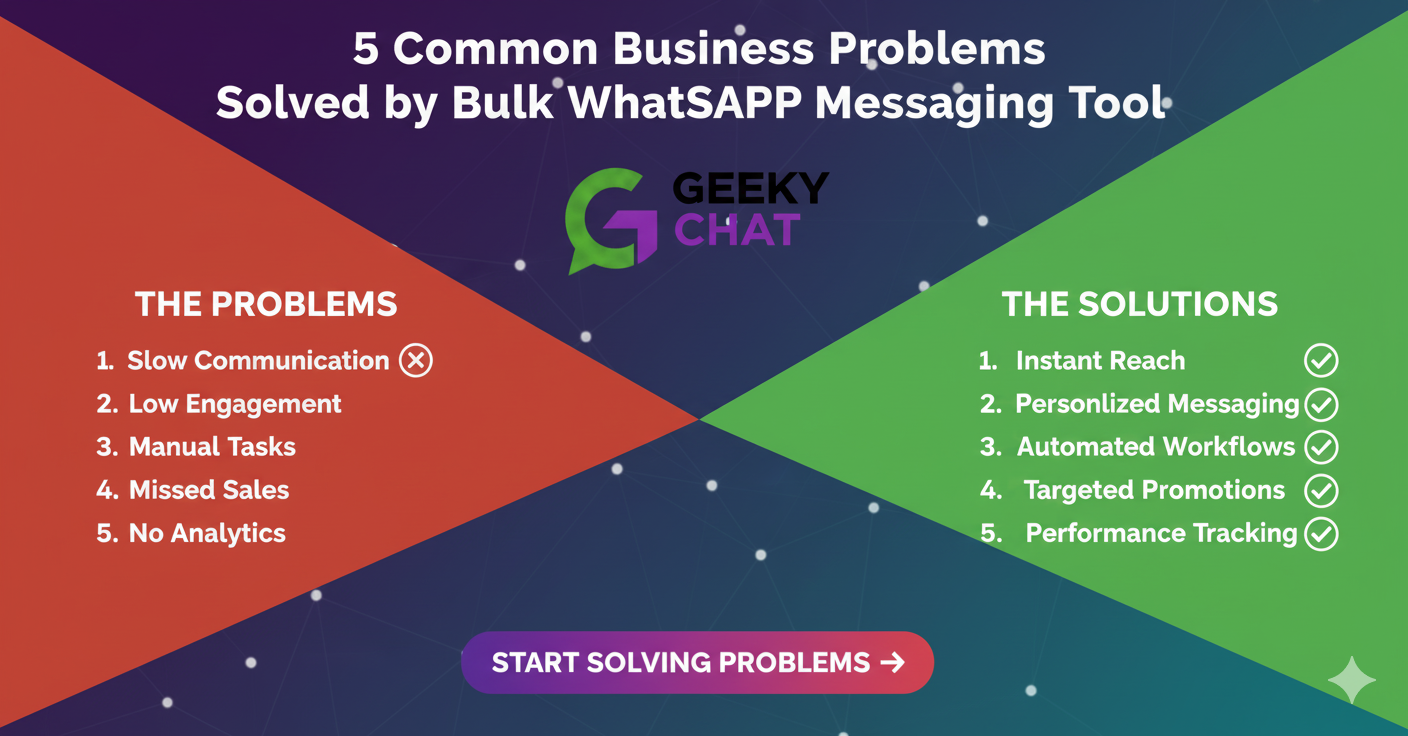 5 Common Business Problems
Solved by Bulk WhatSAPP Messaging Tool
GEEKY
CHAT
THE PROBLEMS
1. Slow Communication
2. Low Engagement
3. Manual Tasks
4. Missed Sales
5. No Analytics
THE SOLUTIONS
1. Instant Reach
2. Personlized Messaging
3. Automated Workflows
4. Targeted Promotions
5. Performance Tracking
START SOLVING PROBLEMS →